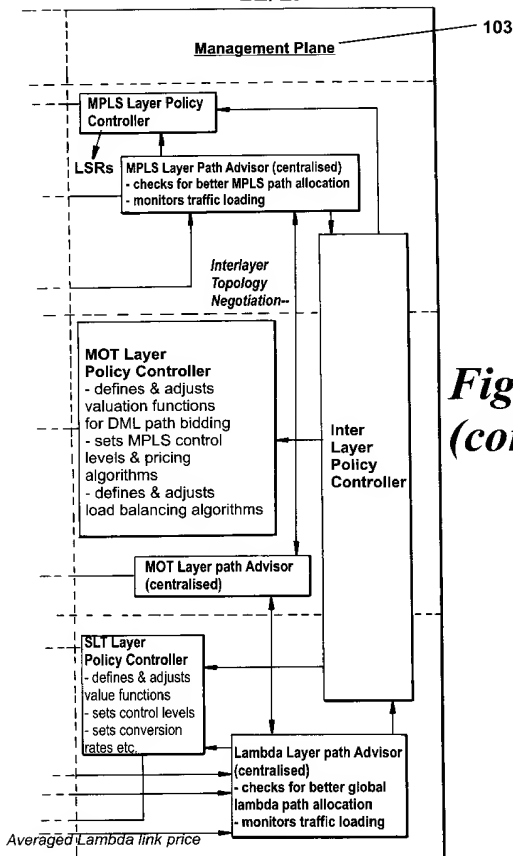 Management Plane
103
MPLS Layer Policy
Controller
LSRs
MPLS Layer Path Advisor (centralised)
- checks for better MPLS path allocation
- monitors traffic loading
Interlayer
Topology
Negotiation--
MOT Layer
Policy Controller
- defines & adjusts
valuation functions
for DML path bidding
- sets MPLS control
levels & pricing
algorithms
- defines & adjusts
load balancing algorithms
Inter
Layer
Policy
Controller
MOT Layer path Advisor
(centralised)
SLT Layer
Policy Controller
- defines & adjusts
value functions
- sets control levels
- sets conversion
rates etc.
Lambda Layer path Advisor
(centralised)
- checks for better global
lambda path allocation
- monitors traffic loading
Averaged Lambda link price